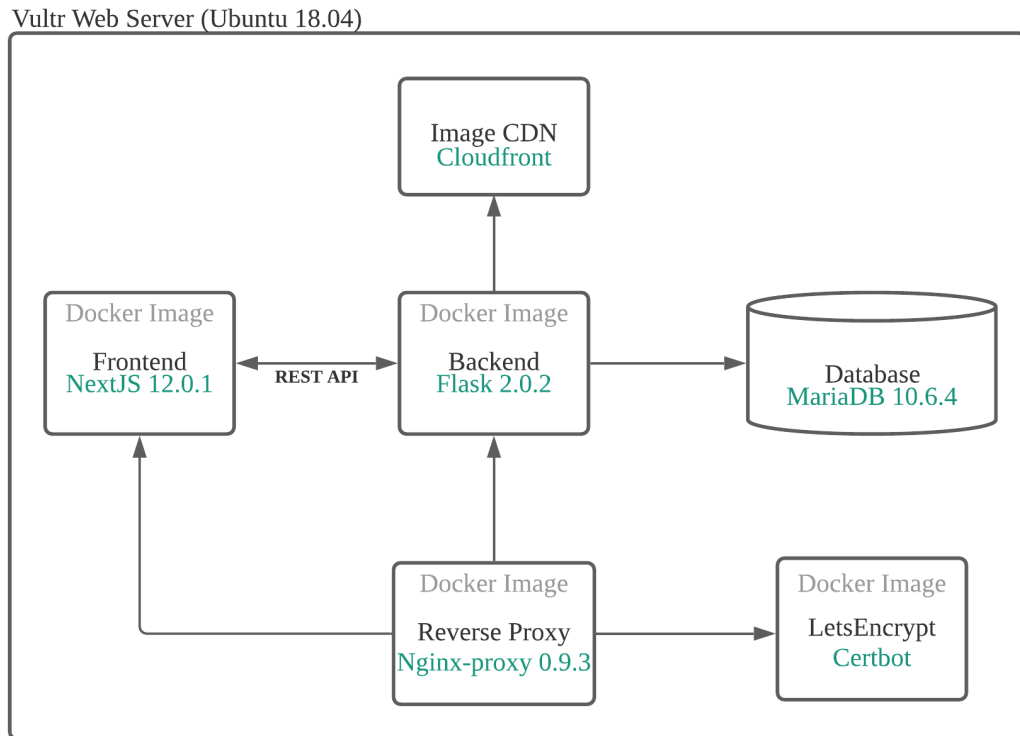 Vultr Web Server (Ubuntu 18.04)
Image CDN
Cloudfront
Docker Image
Frontend
NextJS 12.0.1
REST API
Docker Image
Backend
Flask 2.0.2
Database
MariaDB 10.6.4
Docker Image
Reverse Proxy
Nginx-proxy 0.9.3
Docker Image
LetsEncrypt
Certbot